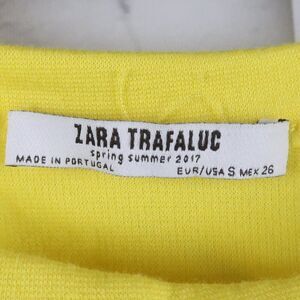 ZARA TRAFALUC
spring summer 2017
MADE IN PORTUGAL
EUR/USA S MEX 26